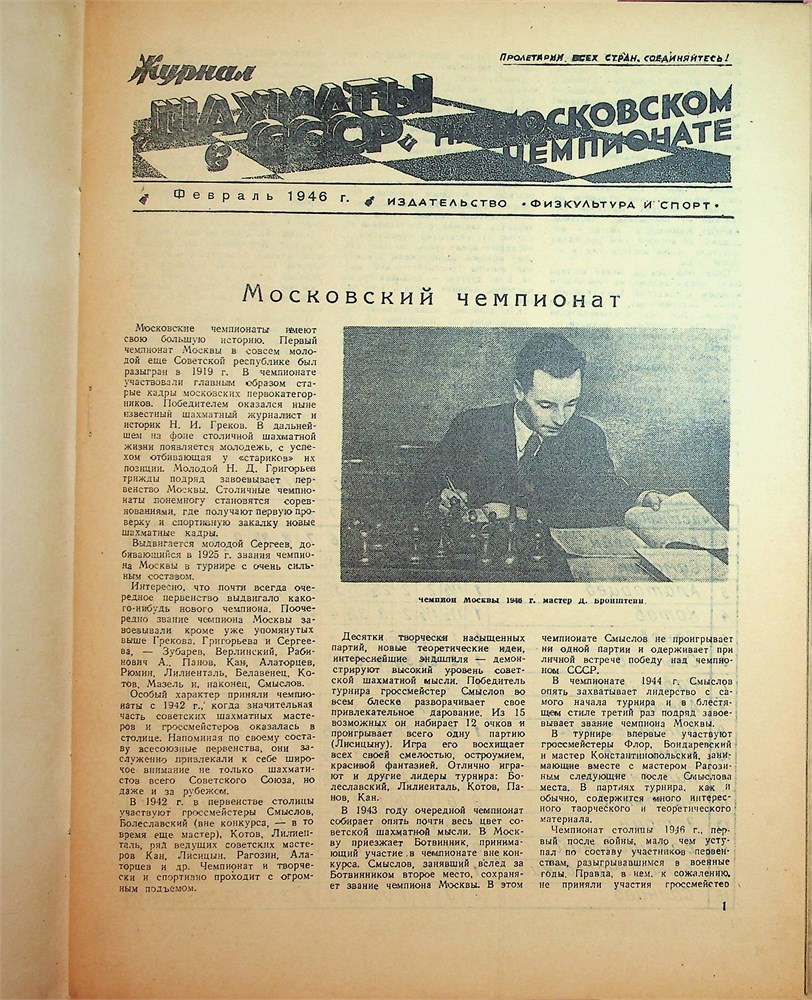 Журнал
ПРОЛЕТАРИИ ВСЕХ СТРАН, СОЕДИНЯЙТЕСЬ!
ШАХМАТЫ
в СССР
НА МОСКОВСКОМ
ЧЕМПИОНАТЕ
Февраль 1946 г.
ИЗДАТЕЛЬСТВО «ФИЗКУЛЬТУРА И СПОРТ»
Московский чемпионат
Московские чемпионаты имеют
свою большую историю. Первый
чемпионат Москвы в совсем моло-
дой еще Советской республике был
разыгран в 1919 г. В чемпионате
участвовали главным образом ста-
рые кадры московских первокатегор-
ников. Победителем оказался ныне
известный шахматный журналист и
историк Н. И. Греков. В дальней-
шем на фоне столичной шахматной
жизни появляется молодежь, с успе-
хом отбивающая у «стариков» их
позиции. Молодой Н. Д. Григорьев
трижды подряд завоевывает пер-
венство Москвы. Столичные чемпио-
наты понемногу становятся сорев-
нованиями, где получают первую про-
верку и спортивную закалку новые
шахматные кадры.
Выдвигается молодой Сергеев, до-
бивающийся в 1925 г. звания чемпио-
на Москвы в турнире с очень силь-
ным составом.
Интересно, что почти всегда оче-
редное первенство выдвигало како-
го-нибудь нового чемпиона. Пооче-
редно звание чемпиона Москвы за-
воевывали кроме уже упомянутых
выше Грекова, Григорьева и Сергее-
ва, — Зубарев, Верлинский, Раби-
нович А., Панов, Кан, Алаторцев,
Рюмин, Лилиенталь, Белавенец, Ко-
тов, Мазель и, наконец, Смыслов.
Особый характер приняли чемпио-
наты с 1942 г., когда значительная
часть советских шахматных масте-
ров и гроссмейстеров оказалась в
столице. Напоминая по своему соста-
ву всесоюзные первенства, они за-
служенно привлекали к себе широ-
чое внимание не только шахмати-
стов всего Советского Союза, но
даже и за рубежом.
В 1942 г. в первенстве столицы
участвуют гроссмейстеры Смыслов,
Болеславский (вне конкурса, — в то
время еще мастер), Котов, Лилиен-
таль, ряд ведущих советских масте-
ров Кан, Лисицын, Рагозин, Ала-
торцев и др. Чемпионат и творче-
ски и спортивно проходит с огром-
ным подъемом.
Чемпион Москвы 1946 г. мастер Д. Бронштейн
Десятки творчески насыщенных
партий, новые теоретические идеи,
интереснейшие эндшпиля — демон-
стрируют высокий уровень совет-
ской шахматной мысли. Победитель
турнира гроссмейстер Смыслов во
всем блеске разворачивает свое
привлекательное дарование. Из 15
возможных он набирает 12 очков и
проигрывает всего одну партию
(Лисицыну). Игра его восхищает
всех своей смелостью, остроумием,
красивой фантазией. Отлично игра-
ют и другие лидеры турнира: Бо-
леславский, Лилиенталь, Котов, Па-
нов, Кан.
В 1943 году очередной чемпионат
собирает опять почти весь цвет со-
ветской шахматной мысли. В Моск-
ву приезжает Ботвинник, принима-
ющий участие в чемпионате вне кон-
курса. Смыслов, занявший вслед за
Ботвинником второе место, сохраня-
ет звание чемпиона Москвы. В этом
чемпионате Смыслов не проигрывает
ни одной партии и одерживает при
личной встрече победу над чемпио-
ном СССР.
В чемпионате 1944 г. Смыслов
опять захватывает лидерство с са-
мого начала турнира и в блестя-
щем стиле третий раз подряд завое-
вывает звание чемпиона Москвы.
В турнире впервые участвуют
гроссмейстеры Флор, Бондаревский
и мастер Константинопольский, зани-
мающие вместе с мастером Рагози-
ным следующие после Смыслова
места. В партиях турнира, как и
обычно, содержится много интерес-
ного творческого и теоретического
материала.
Чемпионат столицы 1946 г., пер-
вый после войны, мало чем усту-
пал по составу участников первен-
ствам, разыгрывавшимся в военные
годы. Правда, в нем, к сожалению,
не приняли участия гроссмейстер
1